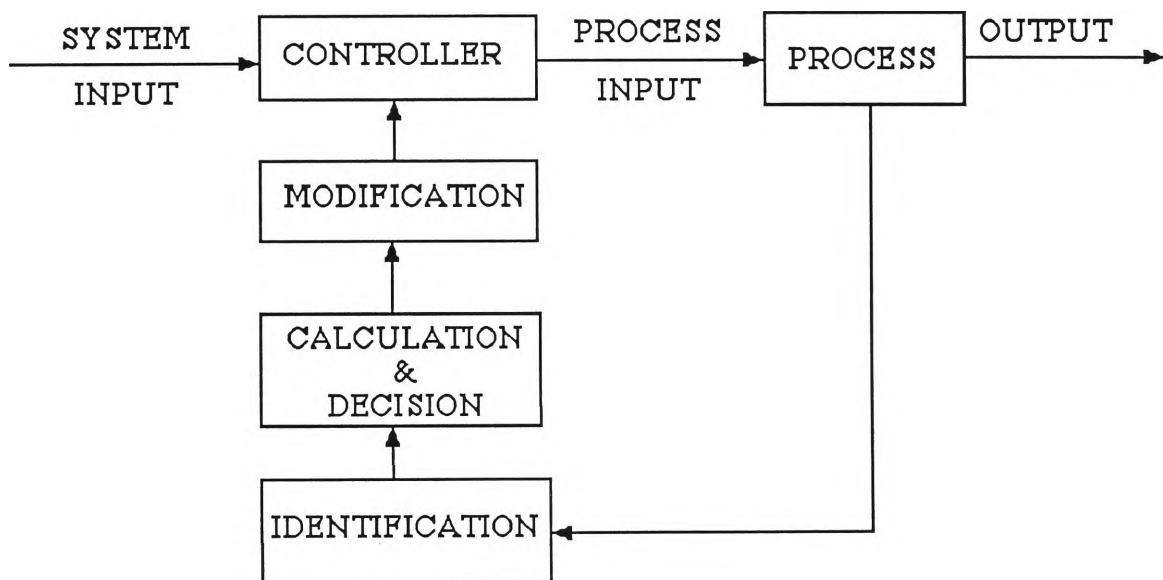 SYSTEM
INPUT
CONTROLLER
PROCESS
INPUT
PROCESS
OUTPUT
MODIFICATION
CALCULATION
&
DECISION
IDENTIFICATION